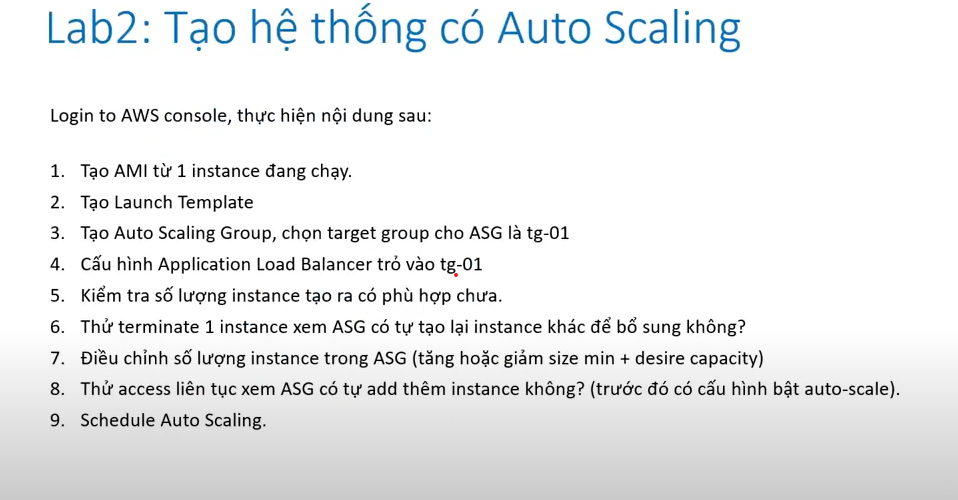 Lab2: Tạo hệ thống có Auto Scaling
Login to AWS console, thực hiện nội dung sau:
1. Tạo AMI từ 1 instance đang chạy.
2. Tạo Launch Template
3. Tạo Auto Scaling Group, chọn target group cho ASG là tg-01
4. Cấu hình Application Load Balancer trỏ vào tg-01
5. Kiểm tra số lượng instance tạo ra có phù hợp chưa.
6. Thử terminate 1 instance xem ASG có tự tạo lại instance khác để bổ sung không?
7. Điều chỉnh số lượng instance trong ASG (tăng hoặc giảm size min + desire capacity)
8. Thử access liên tục xem ASG có tự add thêm instance không? (trước đó có cấu hình bật auto-scale).
9. Schedule Auto Scaling.